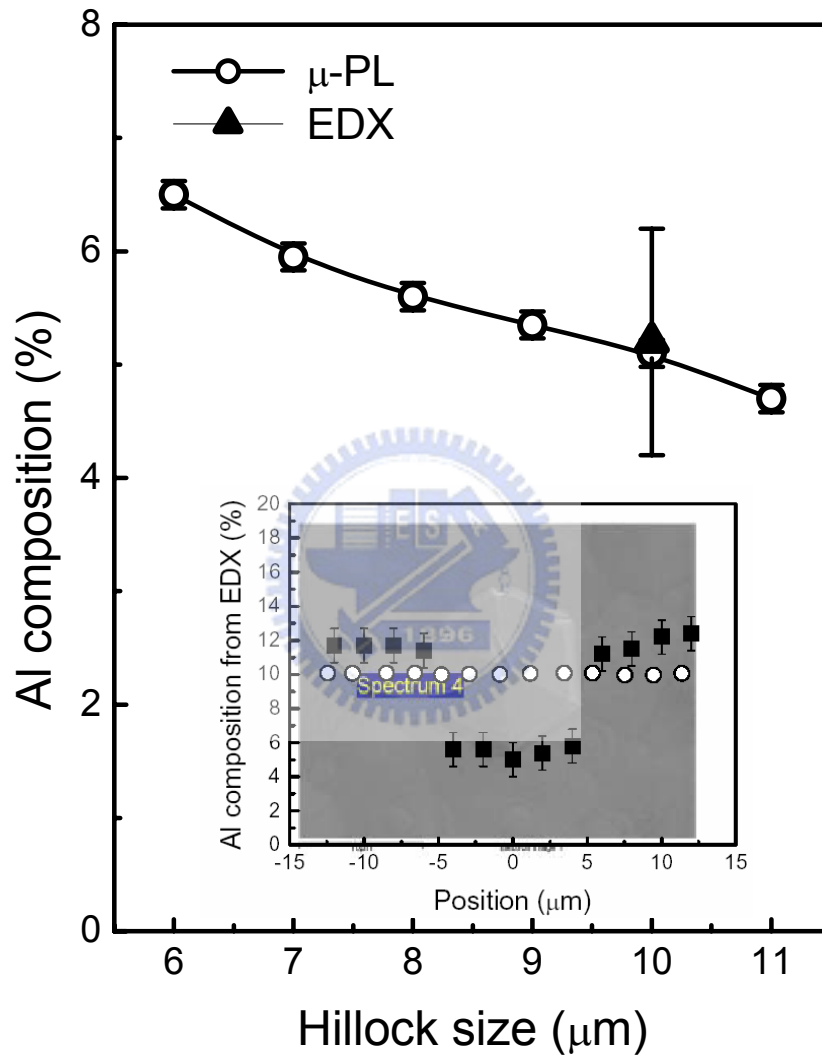 8
6
4
2
0
Al composition (%)
μ-PL
EDX
20
18
16
14
12
10
8
6
4
2
0
Al composition from EDX (%)
E S
1896
Spectrum 4
-15 -10 -5 0 5 10 15
Position (μm)
6 7 8 9 10 11
Hillock size (μm)